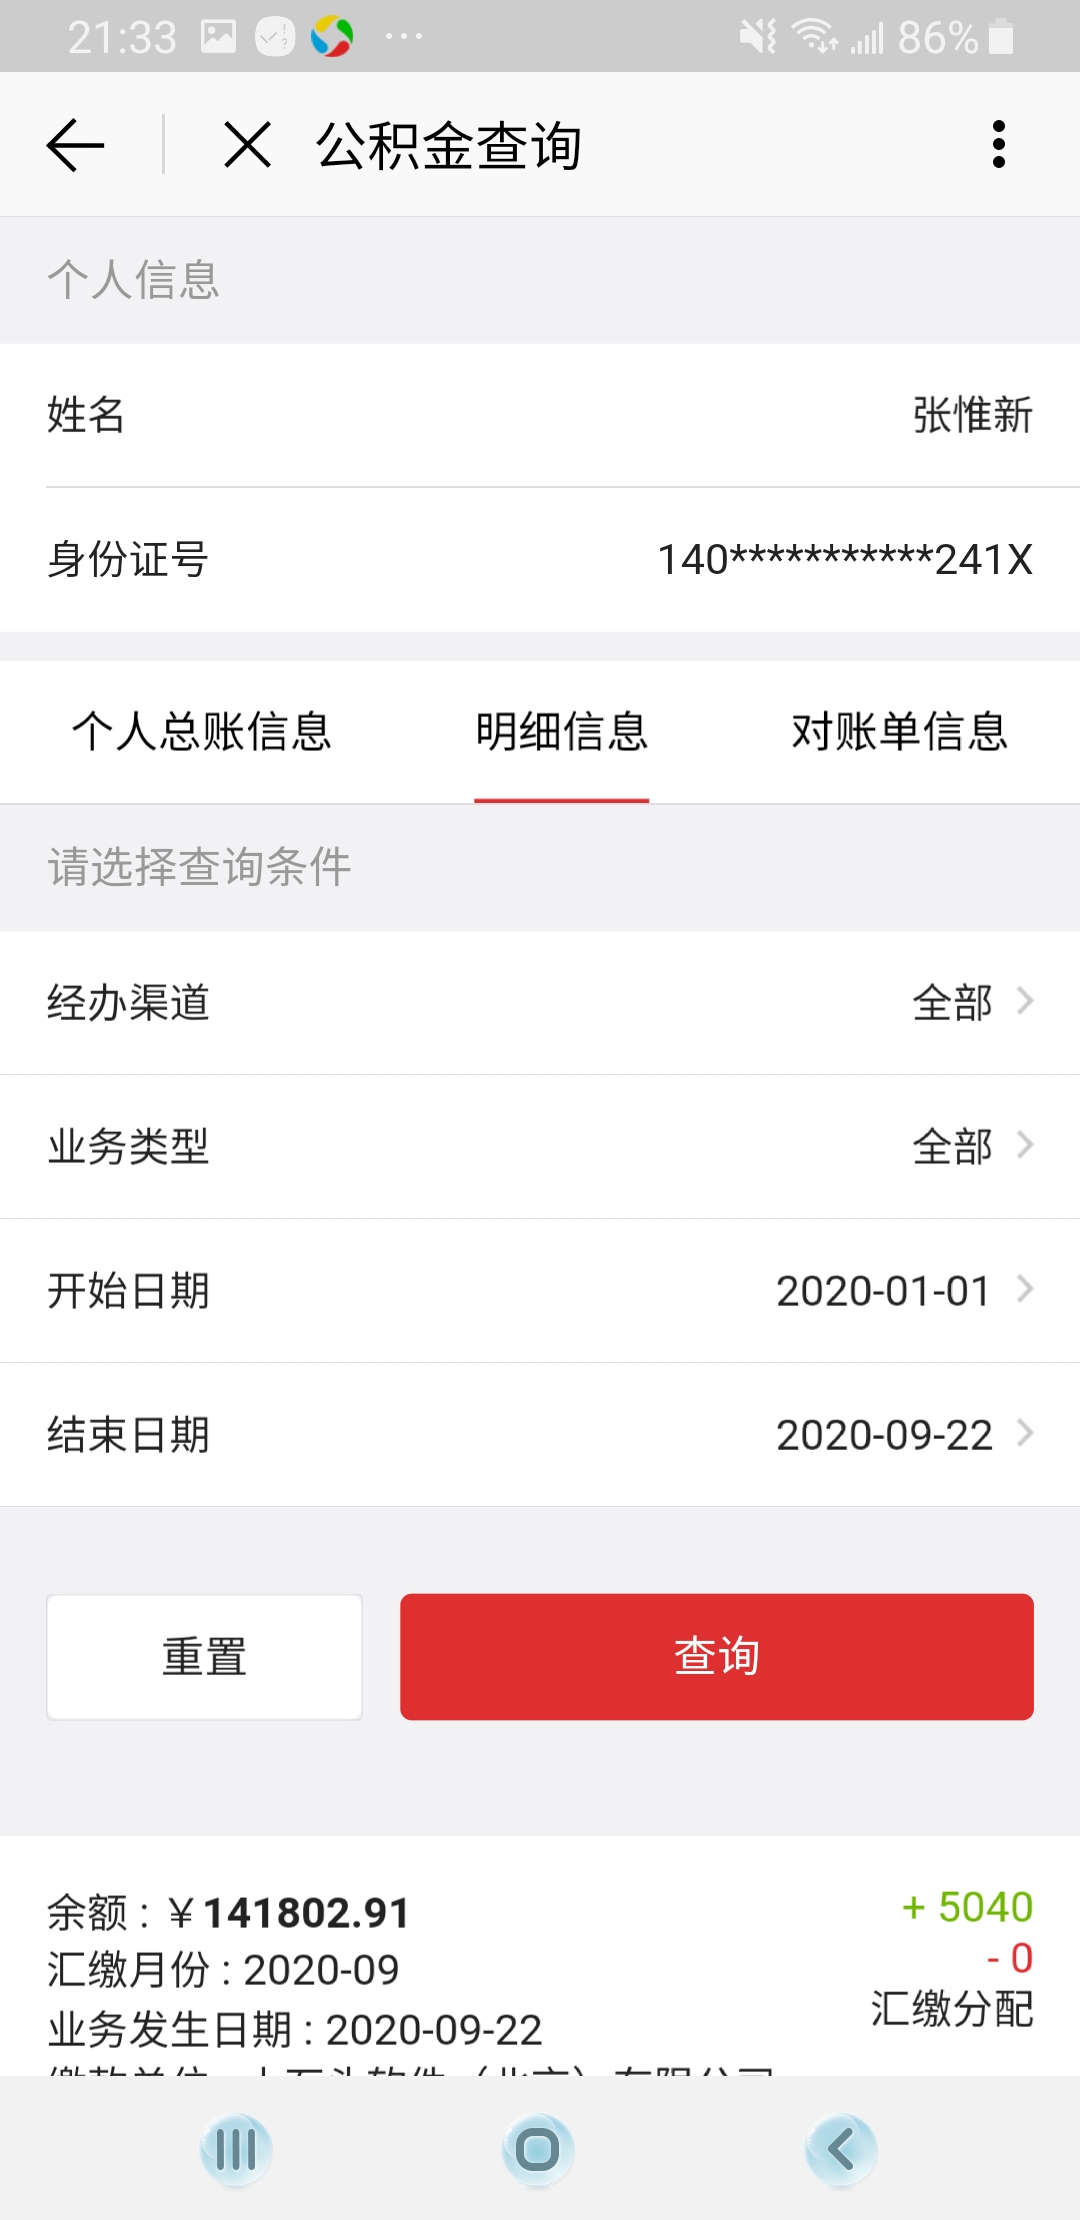 21:33 86%
公积金查询
个人信息
姓名 张惟新
身份证号 140***********241X
个人总账信息 明细信息 对账单信息
请选择查询条件
经办渠道 全部
业务类型 全部
开始日期 2020-01-01
结束日期 2020-09-22
重置 查询
余额 : ¥141802.91 + 5040
- 0
汇缴月份 : 2020-09
汇缴分配
业务发生日期 : 2020-09-22